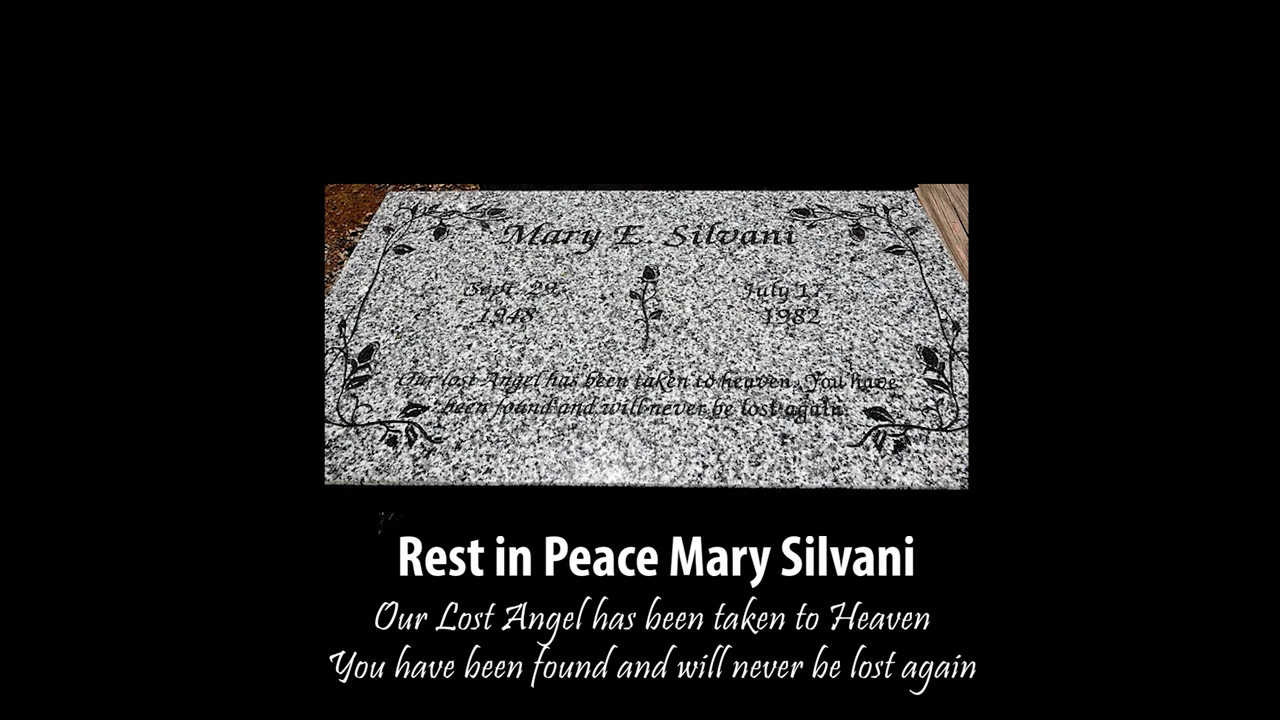 Mary E. Silvani
Sept. 29, July 17,
1948 1982
Our lost Angel has been taken to heaven. You have
been found and will never be lost again.
Rest in Peace Mary Silvani
Our Lost Angel has been taken to Heaven
You have been found and will never be lost again